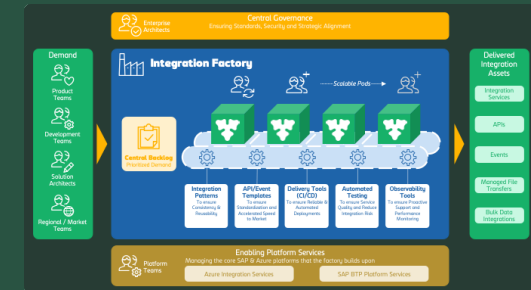 Enterprise
Architects
Central Governance
Ensuring Standards, Security and Strategic Alignment
Demand
Product
Teams
Development
Teams
Solution
Architects
Regional / Market
Teams
Integration Factory
Scalable Pods
Central Backlog
Prioritised Demand
Integration
Patterns
To ensure
Consistency &
Reusability
API/Event
Templates
To ensure
Standardisation and
Accelerated Speed
to Market
Delivery Tools
(CI/CD)
To ensure Reliable &
Automated
Deployments
Automated
Testing
To ensure Service
Quality and Reduce
Integration Risk
Observability
Tools
To ensure
Proactive Support
and Performance
Monitoring
Delivered
Integration
Assets
Integration
Services
APIs
Events
Managed File
Transfers
Bulk Data
Integrations
Platform
Teams
Enabling Platform Services
Managing the core SAP & Azure platforms that the factory builds upon
Azure Integration Services
SAP BTP Platform Services